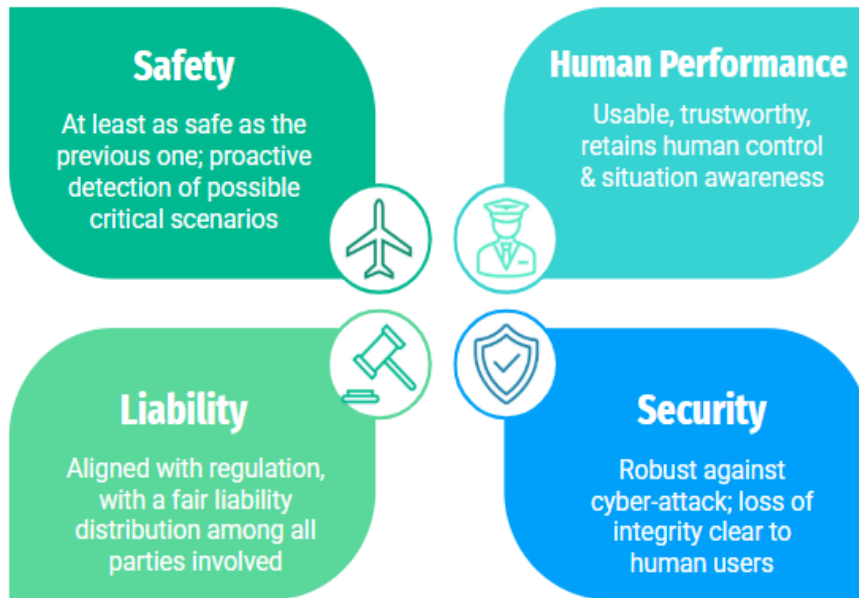 Safety
At least as safe as the
previous one; proactive
detection of possible
critical scenarios
Human Performance
Usable, trustworthy,
retains human control
& situation awareness
Liability
Aligned with regulation,
with a fair liability
distribution among all
parties involved
Security
Robust against
cyber-attack; loss of
integrity clear to
human users